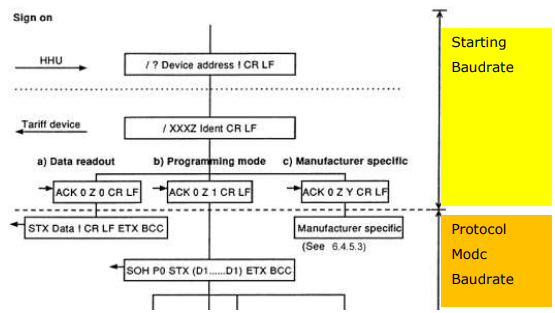 Sign on
Starting
Baudrate
HHU
/ ? Device address ! CR LF
Tariff device
/ XXXZ Ident CR LF
a) Data readout
b) Programming mode
c) Manufacturer specific
ACK 0 Z 0 CR LF
ACK 0 Z 1 CR LF
ACK 0 Z Y CR LF
STX Data ! CR LF ETX BCC
Manufacturer specific
(See 6.4.5.3)
Protocol
Modc
Baudrate
SOH P0 STX (D1......D1) ETX BCC